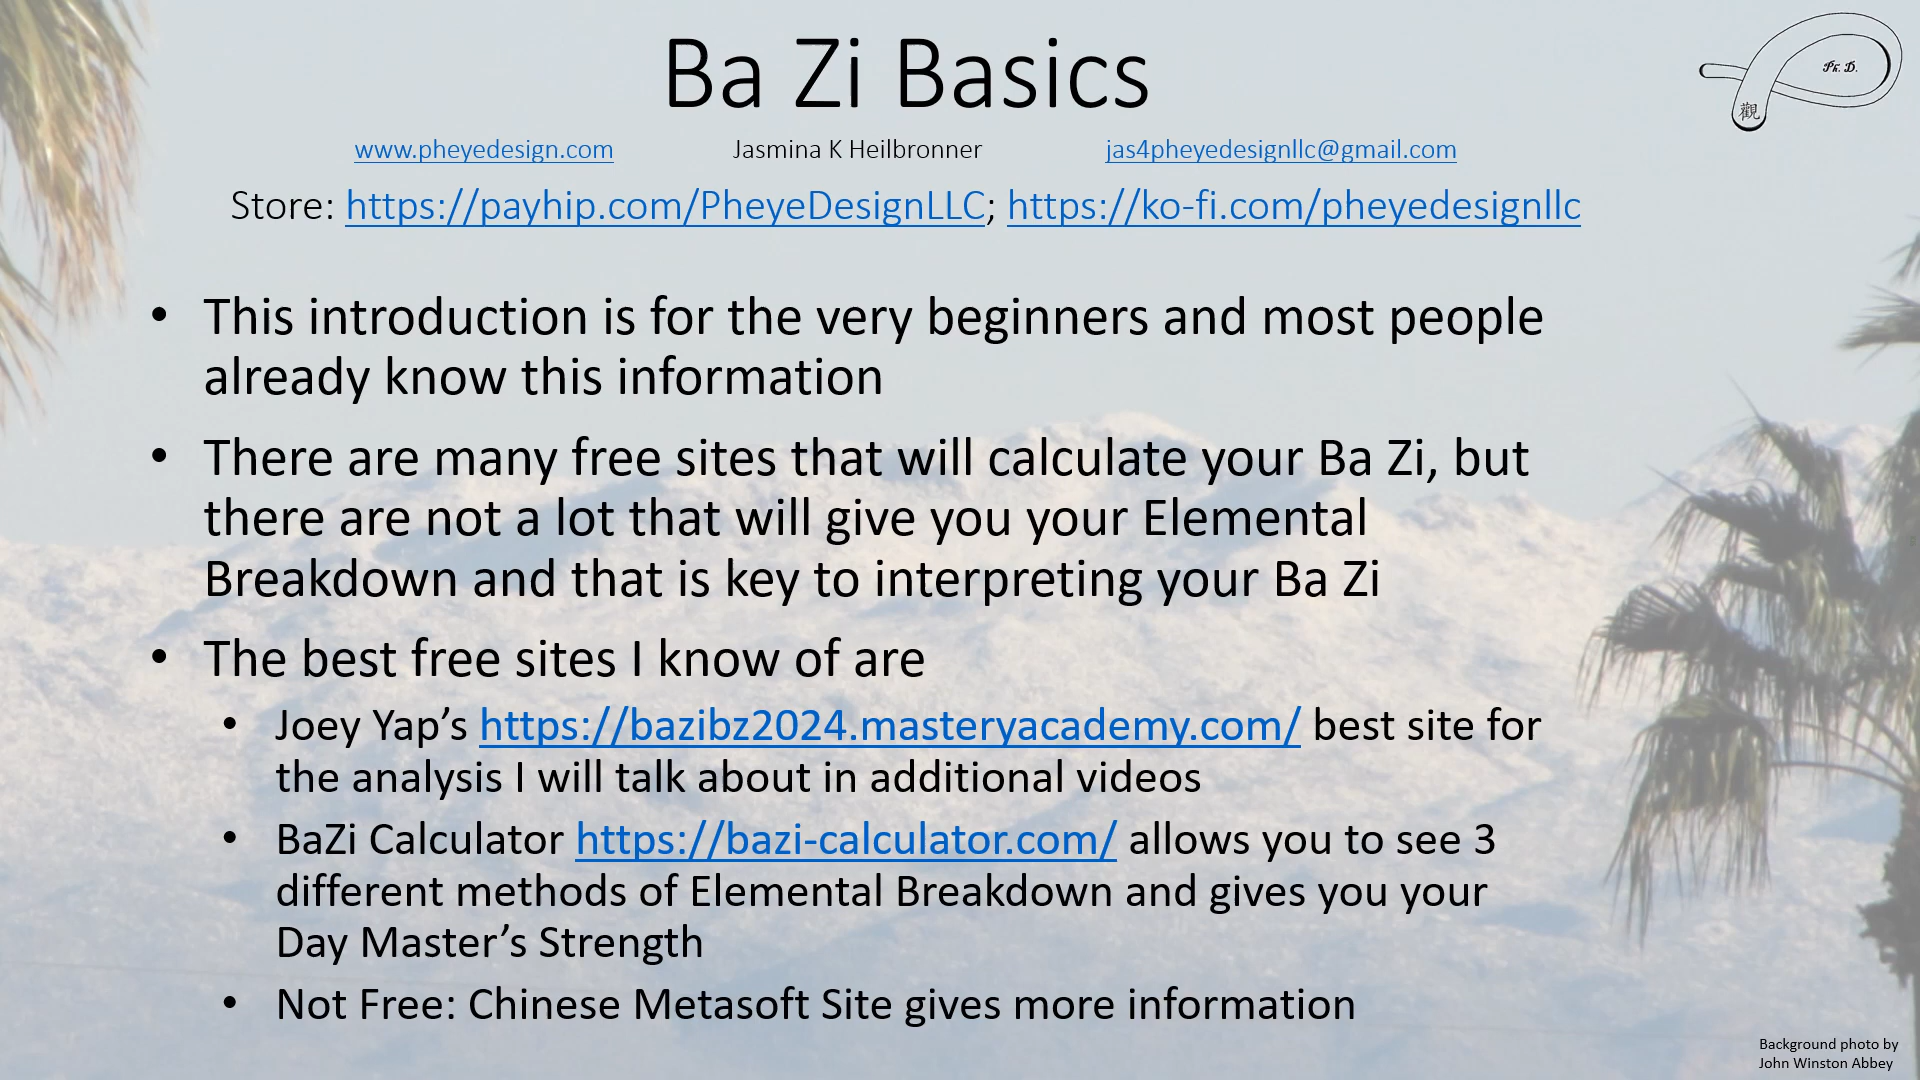 Ba Zi Basics
Ph. D.
觀
www.pheyedesign.com Jasmina K Heilbronner jas4pheyedesignllc@gmail.com
Store: https://payhip.com/PheyeDesignLLC; https://ko-fi.com/pheyedesignllc
• This introduction is for the very beginners and most people
already know this information
• There are many free sites that will calculate your Ba Zi, but
there are not a lot that will give you your Elemental
Breakdown and that is key to interpreting your Ba Zi
• The best free sites I know of are
• Joey Yap’s https://bazibz2024.masteryacademy.com/ best site for
the analysis I will talk about in additional videos
• BaZi Calculator https://bazi-calculator.com/ allows you to see 3
different methods of Elemental Breakdown and gives you your
Day Master’s Strength
• Not Free: Chinese Metasoft Site gives more information
Background photo by
John Winston Abbey